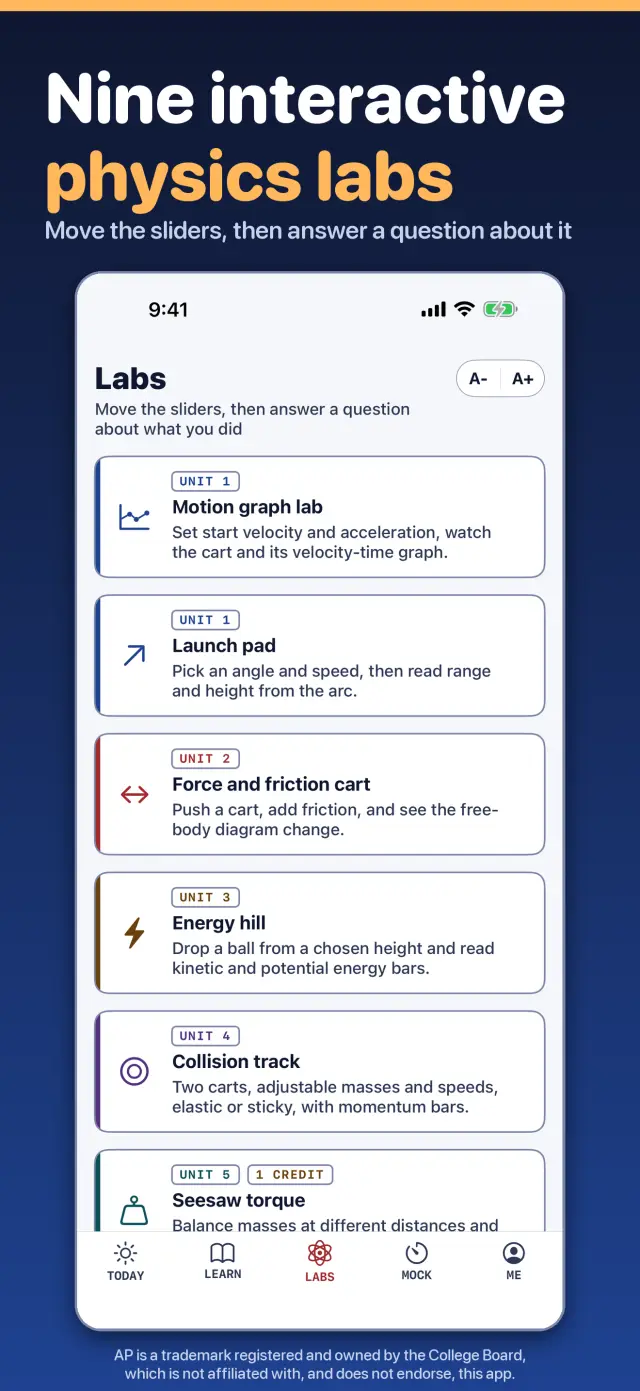 Nine interactive
physics labs
Move the sliders, then answer a question about it
9:41
Labs
A- A+
Move the sliders, then answer a question
about what you did
UNIT 1
Motion graph lab
Set start velocity and acceleration, watch
the cart and its velocity-time graph.
UNIT 1
Launch pad
Pick an angle and speed, then read range
and height from the arc.
UNIT 2
Force and friction cart
Push a cart, add friction, and see the free-
body diagram change.
UNIT 3
Energy hill
Drop a ball from a chosen height and read
kinetic and potential energy bars.
UNIT 4
Collision track
Two carts, adjustable masses and speeds,
elastic or sticky, with momentum bars.
UNIT 5 1 CREDIT
Seesaw torque
Balance masses at different distances and
TODAY LEARN LABS MOCK ME
AP is a trademark registered and owned by the College Board,
which is not affiliated with, and does not endorse, this app.